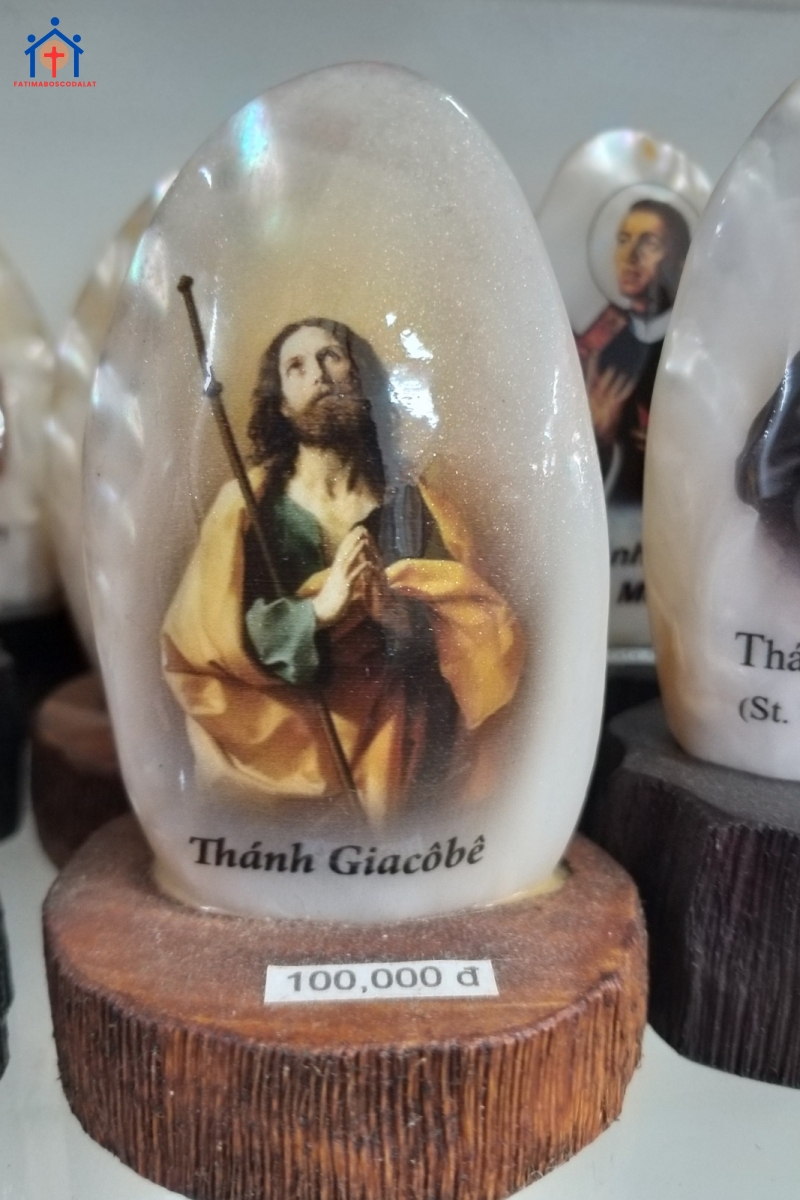 FATIMABOSCODALAT
Thá
(St.
Thánh Giacôbê
100,000 đ